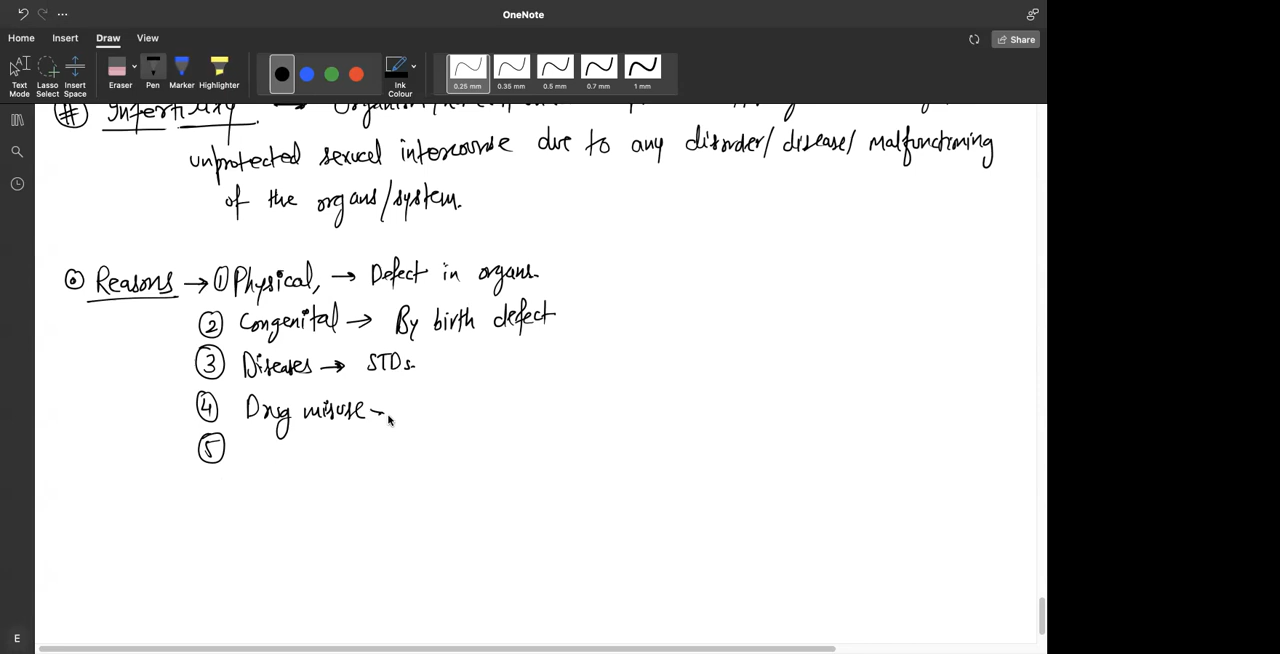 OneNote
Home Insert Draw View
Share
Text Mode Lasso Select Insert Space Eraser Pen Marker Highlighter Ink Colour 0.25 mm 0.35 mm 0.5 mm 0.7 mm 1 mm
# Infertility →
unprotected sexual intercourse due to any disorder/disease/malfunctioning
of the organs/system.
Reasons → ① Physical, → Defect in organs.
② Congenital → By birth defect
③ Diseases → STDs.
④ Drug misuse -
⑤
E